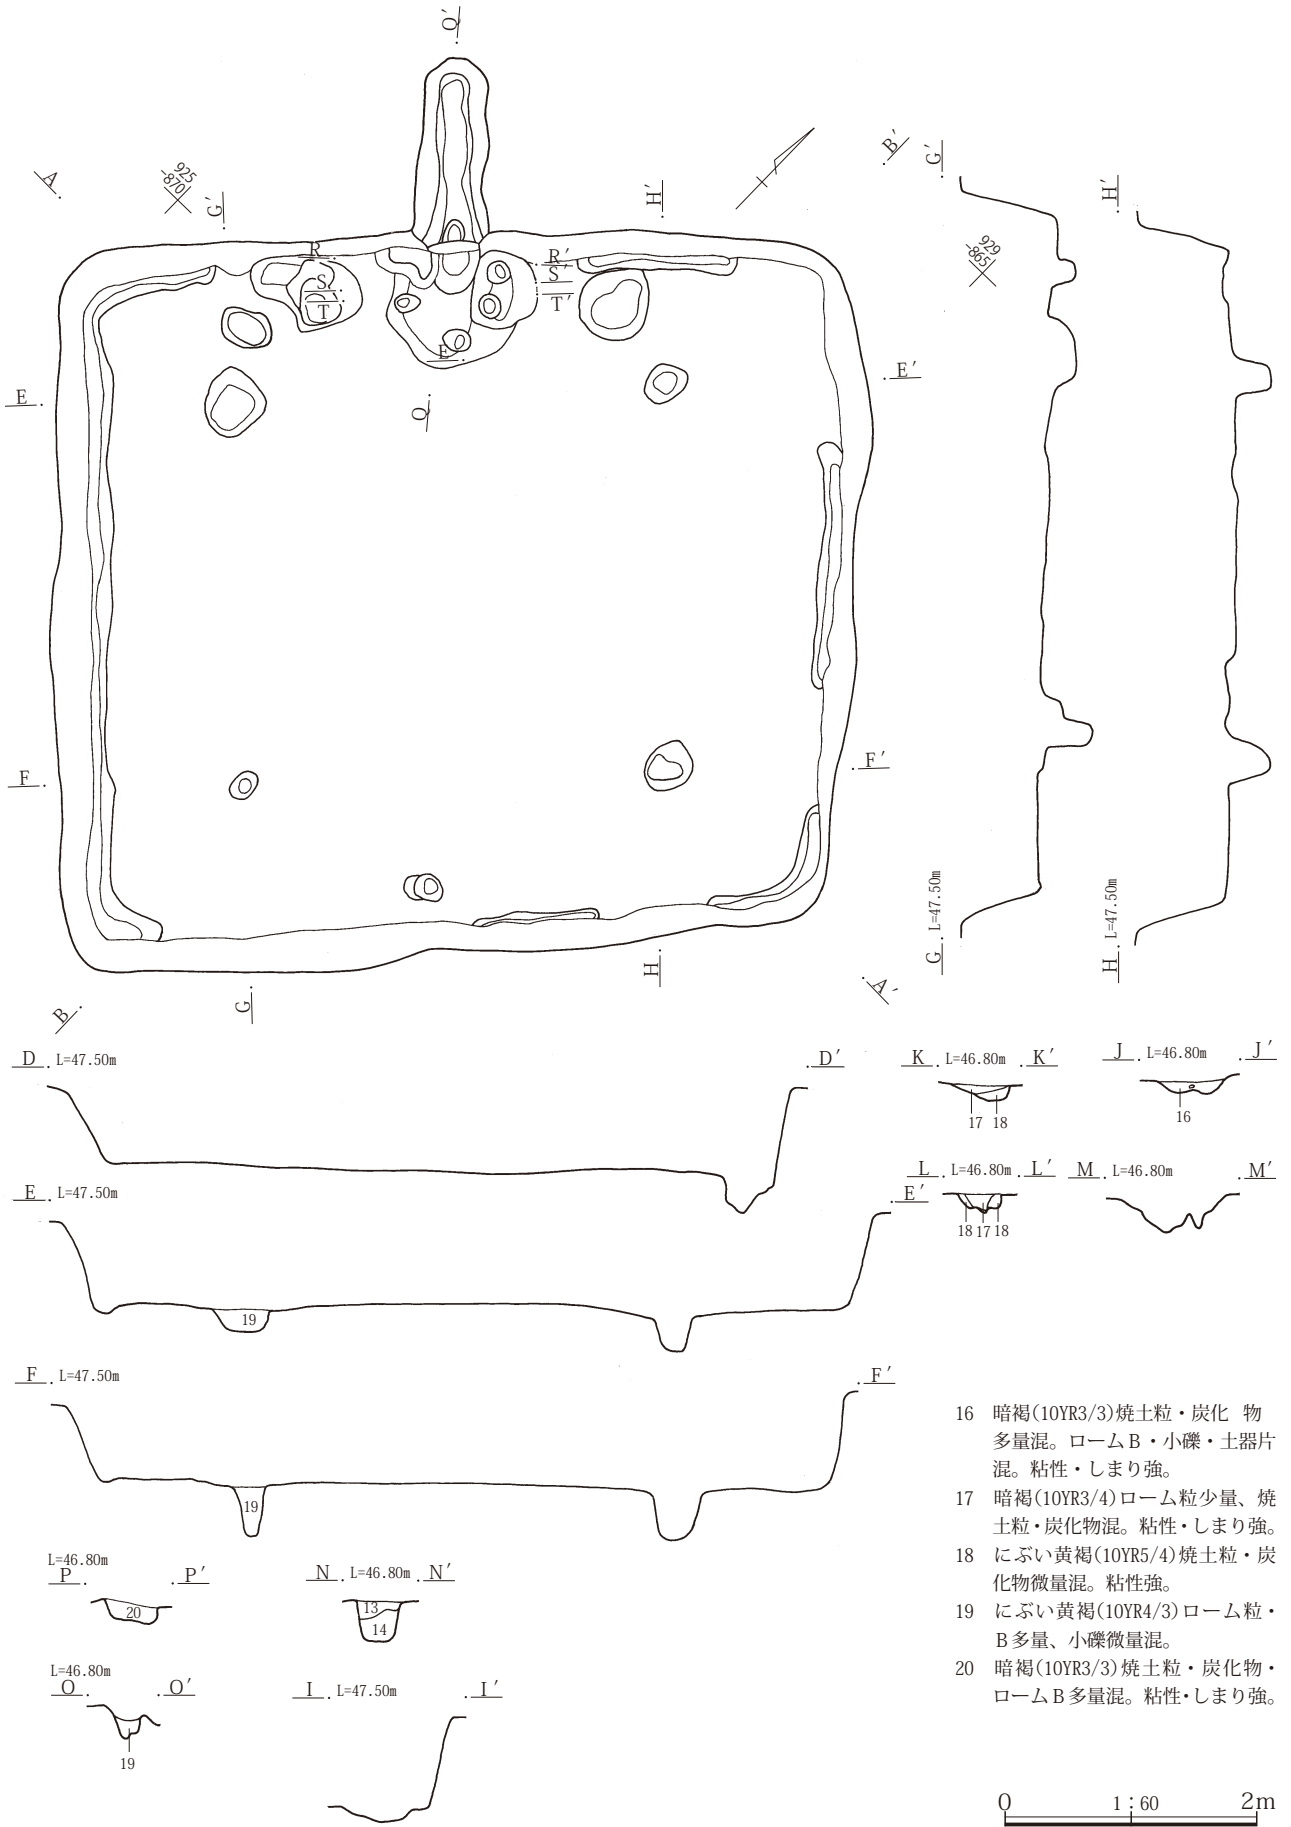 Q′
A
925
-870
G′
H′
B′
G′
H′
929
-865
R
R′
S
S′
T
T′
E
E
E′
Q
F
F′
G
H
B
A′
G L=47.50m
H L=47.50m
D L=47.50m D′
K L=46.80m K′
17 18
J L=46.80m J′
16
E L=47.50m E′
19
L L=46.80m L′
18 17 18
M L=46.80m M′
F L=47.50m F′
19
L=46.80m
P P′
20
N L=46.80m N′
13
14
L=46.80m
O O′
19
I L=47.50m I′
16 暗褐(10YR3/3)焼土粒・炭化 物
多量混。ロームB・小礫・土器片
混。粘性・しまり強。
17 暗褐(10YR3/4)ローム粒少量、焼
土粒・炭化物混。粘性・しまり強。
18 にぶい黄褐(10YR5/4)焼土粒・炭
化物微量混。粘性強。
19 にぶい黄褐(10YR4/3)ローム粒・
B多量、小礫微量混。
20 暗褐(10YR3/3)焼土粒・炭化物・
ロームB多量混。粘性・しまり強。
0 1:60 2m